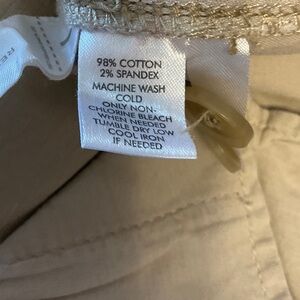 98% COTTON
2% SPANDEX
MACHINE WASH
COLD
ONLY NON-
CHLORINE BLEACH
WHEN NEEDED
TUMBLE DRY LOW
COOL IRON
IF NEEDED